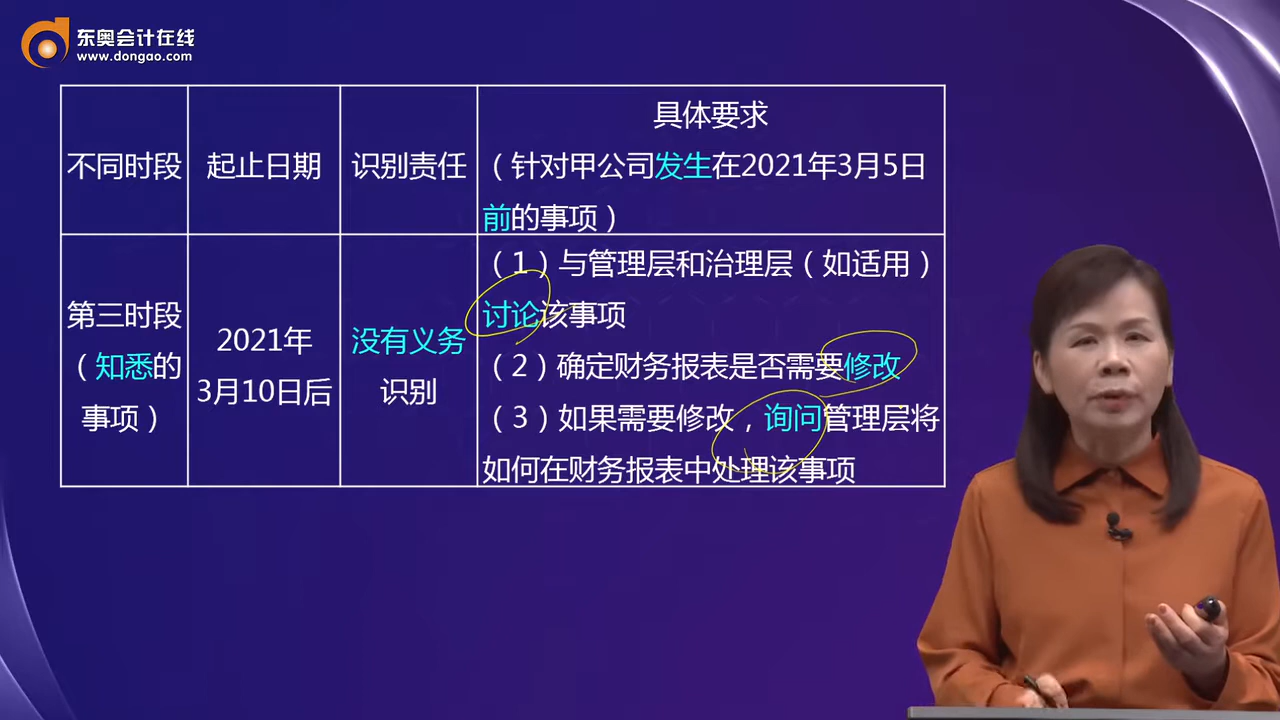 东奥会计在线
www.dongao.com
不同时段
起止日期
识别责任
具体要求
（针对甲公司发生在2021年3月5日
前的事项）
第三时段
（知悉的
事项）
2021年
3月10日后
没有义务
识别
（1）与管理层和治理层（如适用）
讨论该事项
（2）确定财务报表是否需要修改
（3）如果需要修改，询问管理层将
如何在财务报表中处理该事项